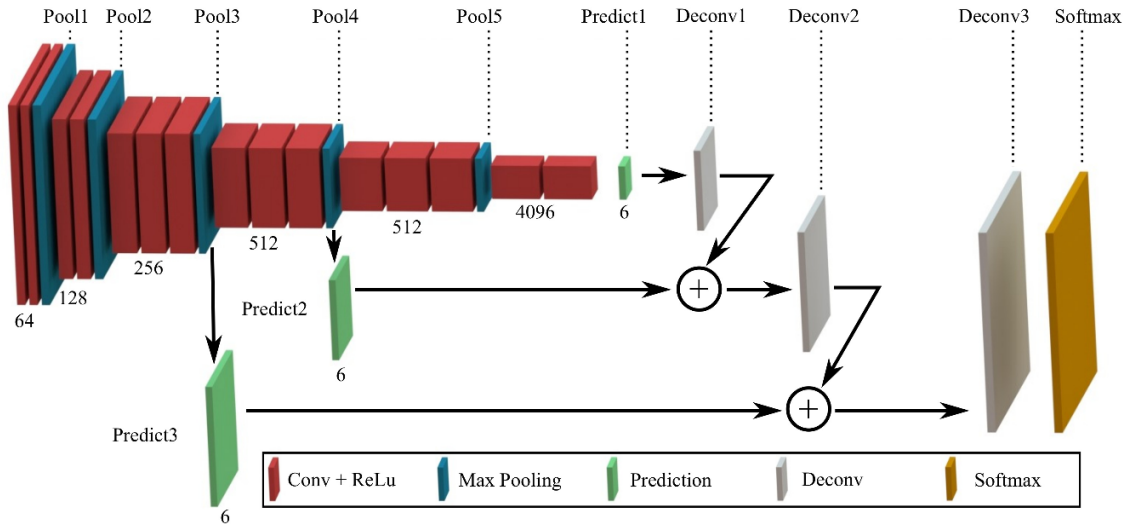 Pool1 Pool2 Pool3 Pool4 Pool5 Predict1 Deconv1 Deconv2 Deconv3 Softmax
4096
6
512
512
256
128
64
Predict2
6
Predict3
6
+
+
Conv + ReLu Max Pooling Prediction Deconv Softmax